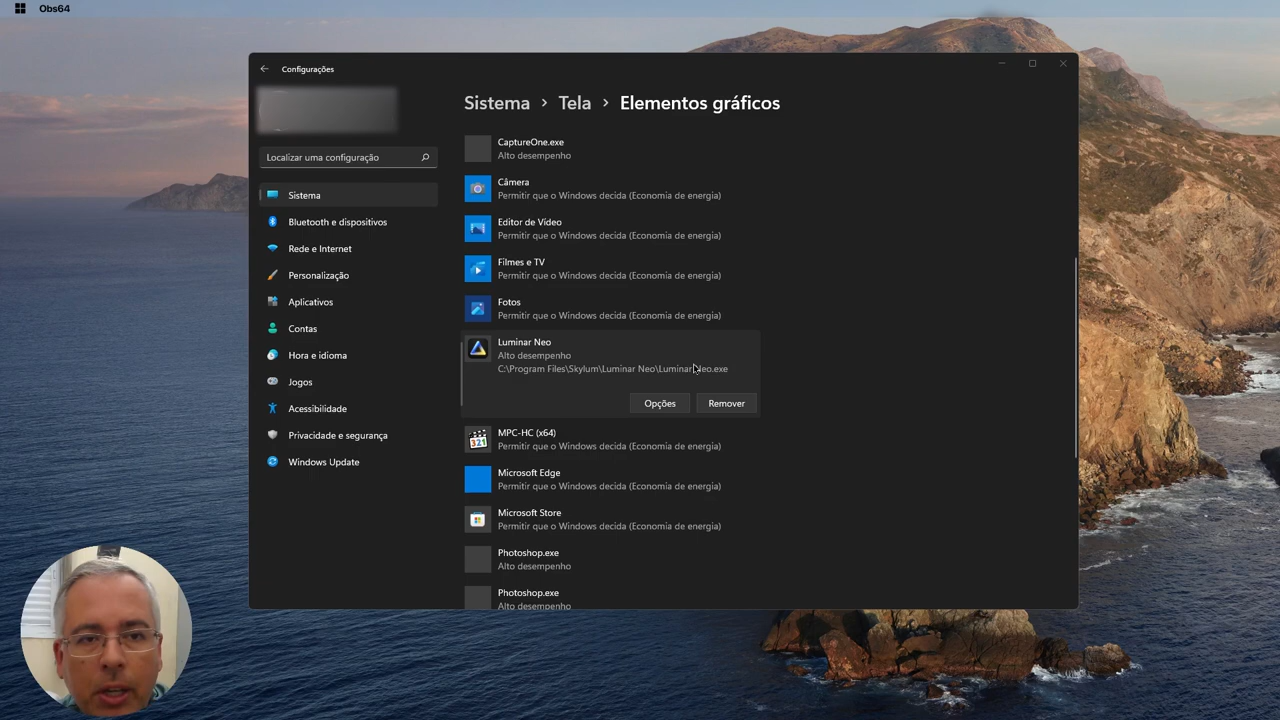 Obs64
Configurações
Localizar uma configuração
Sistema
Bluetooth e dispositivos
Rede e Internet
Personalização
Aplicativos
Contas
Hora e idioma
Jogos
Acessibilidade
Privacidade e segurança
Windows Update
Sistema > Tela > Elementos gráficos
CaptureOne.exe
Alto desempenho
Câmera
Permitir que o Windows decida (Economia de energia)
Editor de Vídeo
Permitir que o Windows decida (Economia de energia)
Filmes e TV
Permitir que o Windows decida (Economia de energia)
Fotos
Permitir que o Windows decida (Economia de energia)
Luminar Neo
Alto desempenho
C:\Program Files\Skylum\Luminar Neo\Luminar Neo.exe
Opções Remover
321
MPC-HC (x64)
Permitir que o Windows decida (Economia de energia)
Microsoft Edge
Permitir que o Windows decida (Economia de energia)
Microsoft Store
Permitir que o Windows decida (Economia de energia)
Photoshop.exe
Alto desempenho
Photoshop.exe
Alto desempenho